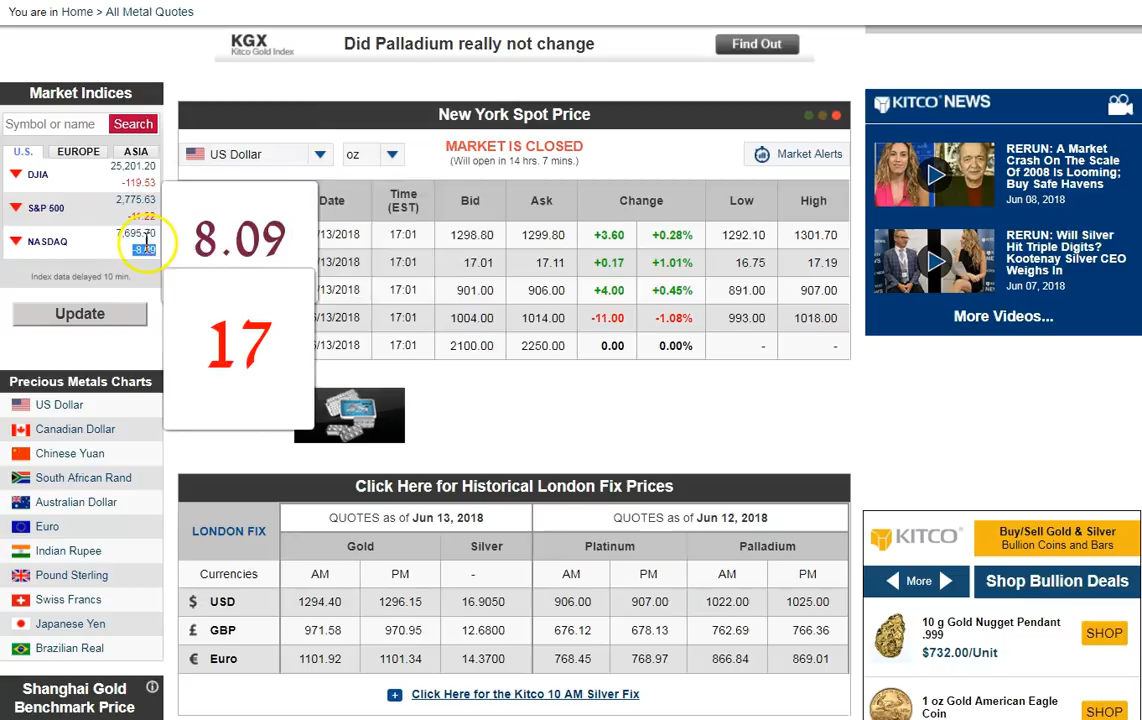 You are in Home > All Metal Quotes
KGX
Kitco Gold Index
Did Palladium really not change
Find Out
Market Indices
Symbol or name
Search
U.S. EUROPE ASIA
DJIA 25,201.20
-119.53
S&P 500 2,775.63
-11.22
NASDAQ 7,695.70
-8.09
Index data delayed 10 min.
Update
8.09
17
New York Spot Price
US Dollar oz
MARKET IS CLOSED
(Will open in 14 hrs. 7 mins.)
Market Alerts
Date Time (EST) Bid Ask Change Low High
/13/2018 17:01 1298.80 1299.80 +3.60 +0.28% 1292.10 1301.70
/13/2018 17:01 17.01 17.11 +0.17 +1.01% 16.75 17.19
/13/2018 17:01 901.00 906.00 +4.00 +0.45% 891.00 907.00
/13/2018 17:01 1004.00 1014.00 -11.00 -1.08% 993.00 1018.00
/13/2018 17:01 2100.00 2250.00 0.00 0.00% - -
Precious Metals Charts
US Dollar
Canadian Dollar
Chinese Yuan
South African Rand
Australian Dollar
Euro
Indian Rupee
Pound Sterling
Swiss Francs
Japanese Yen
Brazilian Real
Shanghai Gold
Benchmark Price
Click Here for Historical London Fix Prices
LONDON FIX
QUOTES as of Jun 13, 2018 QUOTES as of Jun 12, 2018
Gold Silver Platinum Palladium
Currencies AM PM - AM PM AM PM
$ USD 1294.40 1296.15 16.9050 906.00 907.00 1022.00 1025.00
£ GBP 971.58 970.95 12.6800 676.12 678.13 762.69 766.36
€ Euro 1101.92 1101.34 14.3700 768.45 768.97 866.84 869.01
Click Here for the Kitco 10 AM Silver Fix
KITCO NEWS
RERUN: A Market
Crash On The Scale
Of 2008 Is Looming;
Buy Safe Havens
Jun 08, 2018
RERUN: Will Silver
Hit Triple Digits?
Kootenay Silver CEO
Weighs In
Jun 07, 2018
More Videos...
KITCO
Buy/Sell Gold & Silver
Bullion Coins and Bars
More
Shop Bullion Deals
10 g Gold Nugget Pendant
.999
$732.00/Unit
SHOP
1 oz Gold American Eagle
Coin
SHOP